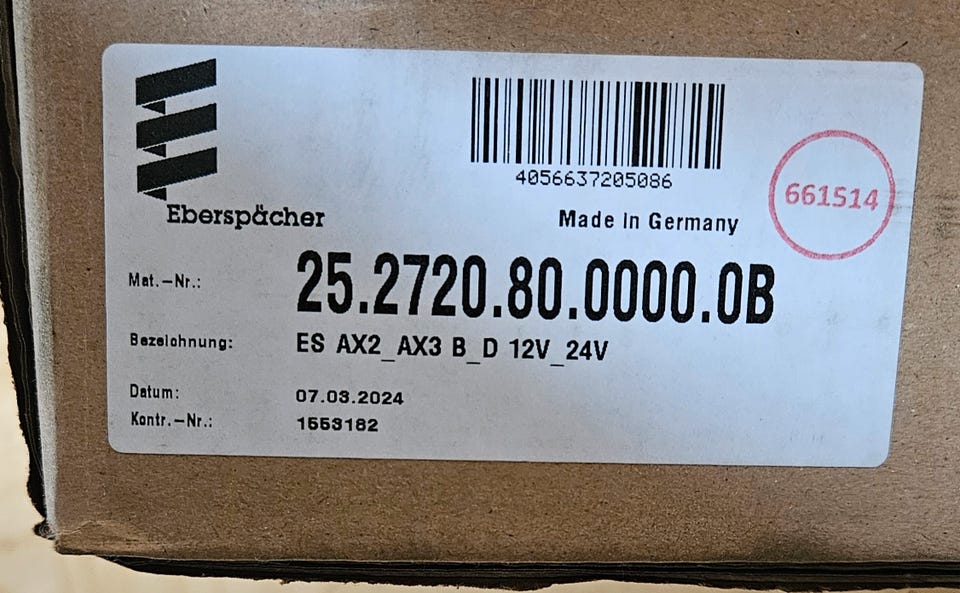 4056637205086
661514
Eberspächer
Made in Germany
Mat.-Nr.: 25.2720.80.0000.0B
Bezeichnung: ES AX2_AX3 B_D 12V_24V
Datum: 07.03.2024
Kontr.-Nr.: 1553182